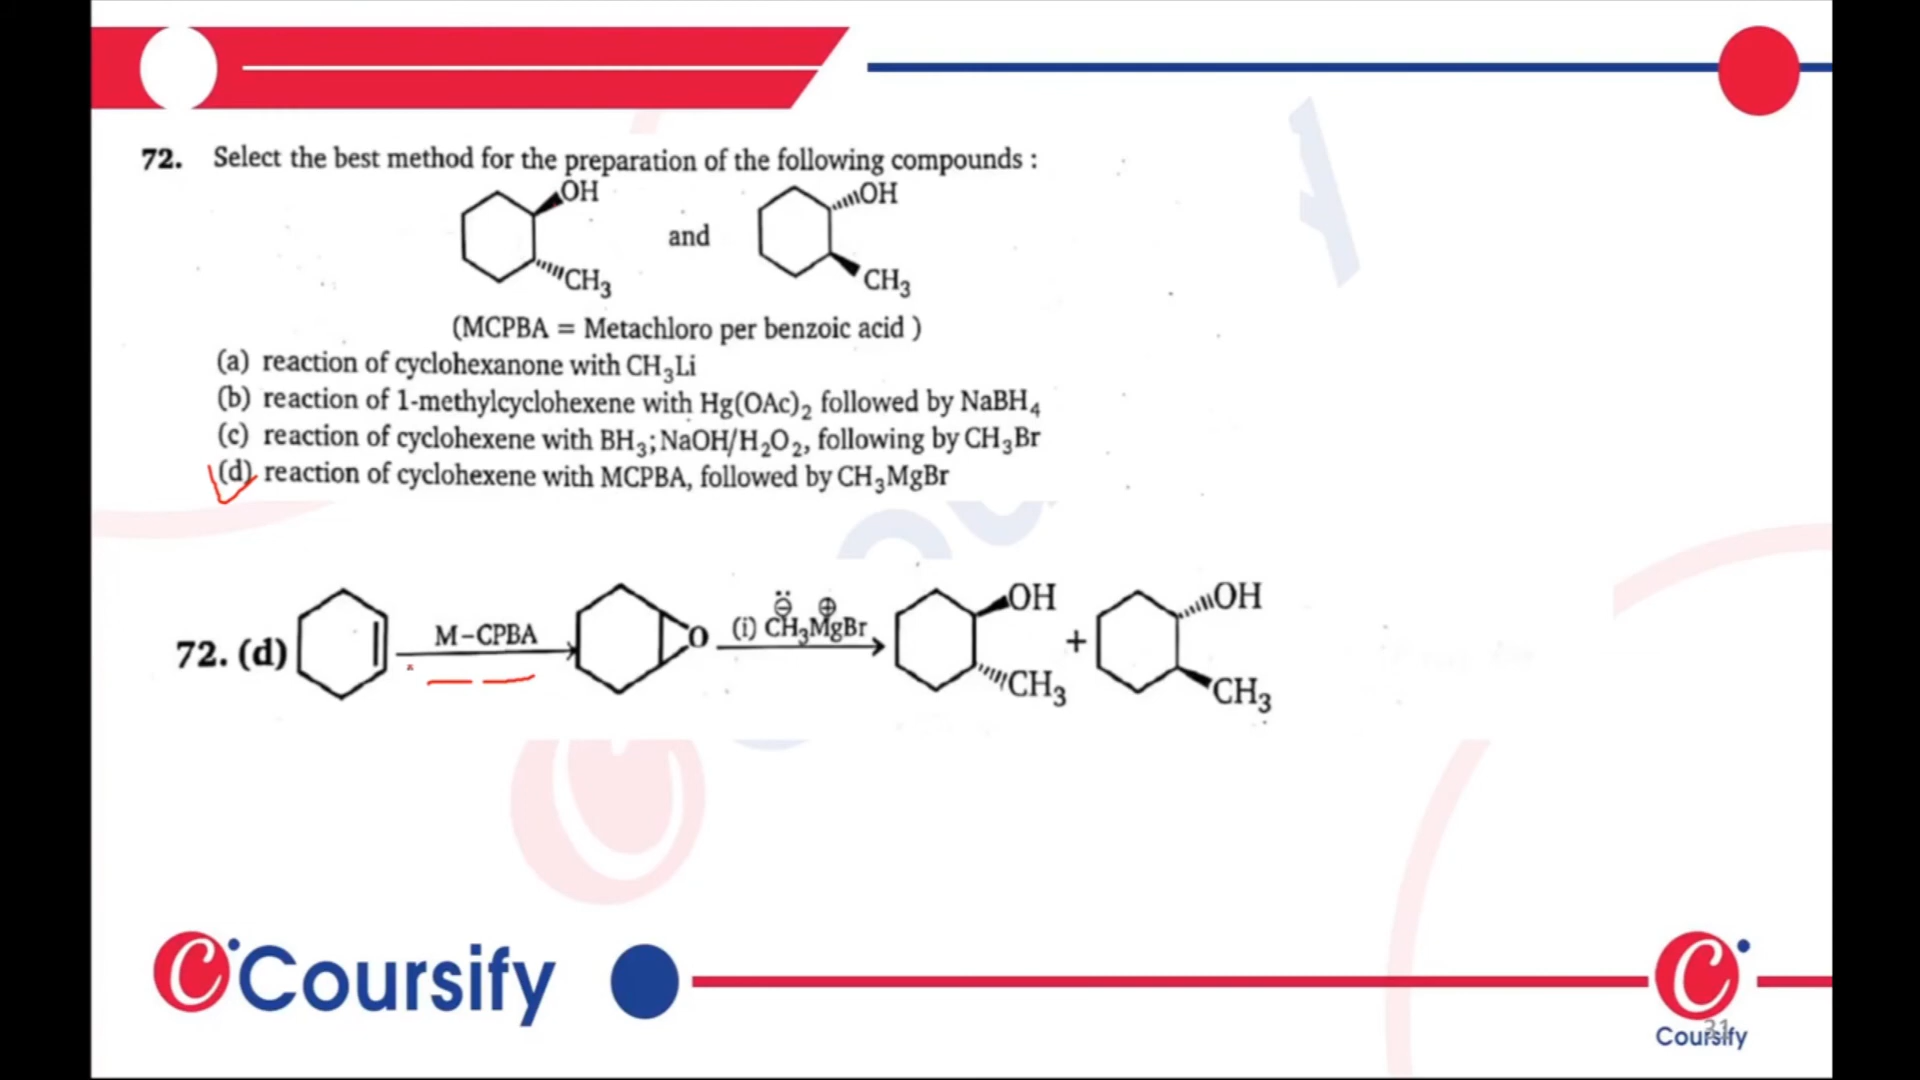 72. Select the best method for the preparation of the following compounds :
OH
OH
and
CH3
CH3
(MCPBA = Metachloro per benzoic acid )
(a) reaction of cyclohexanone with CH3Li
(b) reaction of 1-methylcyclohexene with Hg(OAc)2 followed by NaBH4
(c) reaction of cyclohexene with BH3; NaOH/H2O2, following by CH3Br
(d) reaction of cyclohexene with MCPBA, followed by CH3MgBr
72. (d)
M-CPBA
O
(i) C̈H3MgBr
⊖ ⊕
OH
CH3
+
OH
CH3
Coursify
Coursify
31